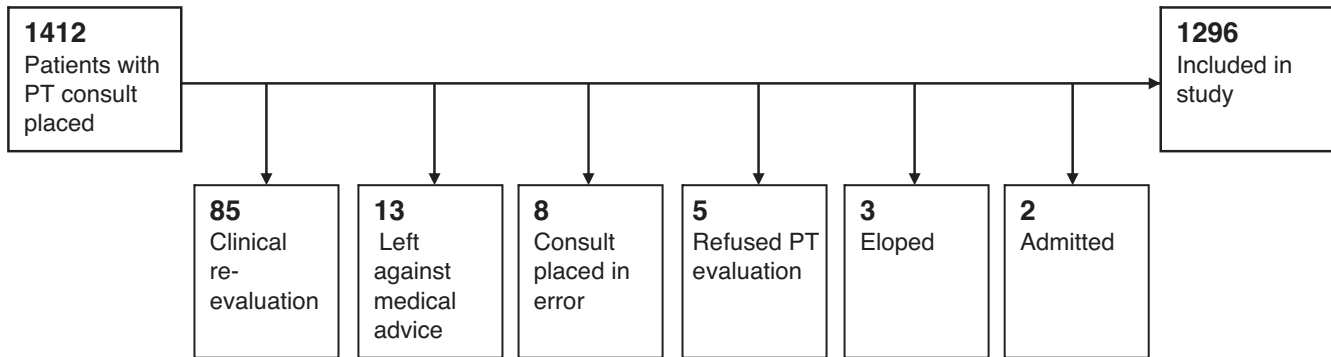 1412
Patients with
PT consult
placed
1296
Included in
study
85
Clinical
re-
evaluation
13
Left
against
medical
advice
8
Consult
placed in
error
5
Refused PT
evaluation
3
Eloped
2
Admitted